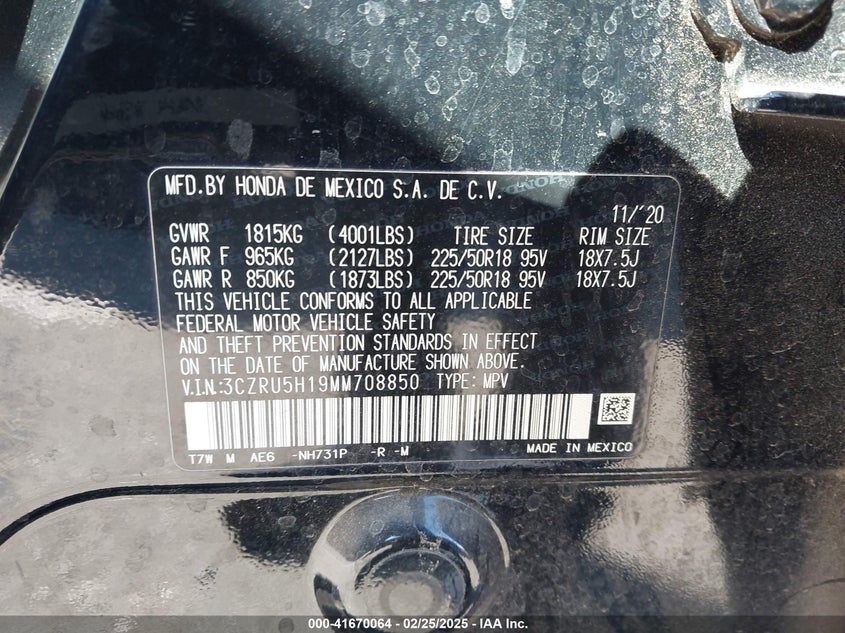 MFD.BY HONDA DE MEXICO S.A. DE C.V.
11/'20
GVWR 1815KG (4001LBS) TIRE SIZE RIM SIZE
GAWR F 965KG (2127LBS) 225/50R18 95V 18X7.5J
GAWR R 850KG (1873LBS) 225/50R18 95V 18X7.5J
THIS VEHICLE CONFORMS TO ALL APPLICABLE
FEDERAL MOTOR VEHICLE SAFETY
AND THEFT PREVENTION STANDARDS IN EFFECT
ON THE DATE OF MANUFACTURE SHOWN ABOVE.
V.I.N:3CZRU5H19MM708850 TYPE: MPV
T7W M AE6 -NH731P -R -M MADE IN MEXICO
000-41670064 / 02/25/2025 - IAA Inc.